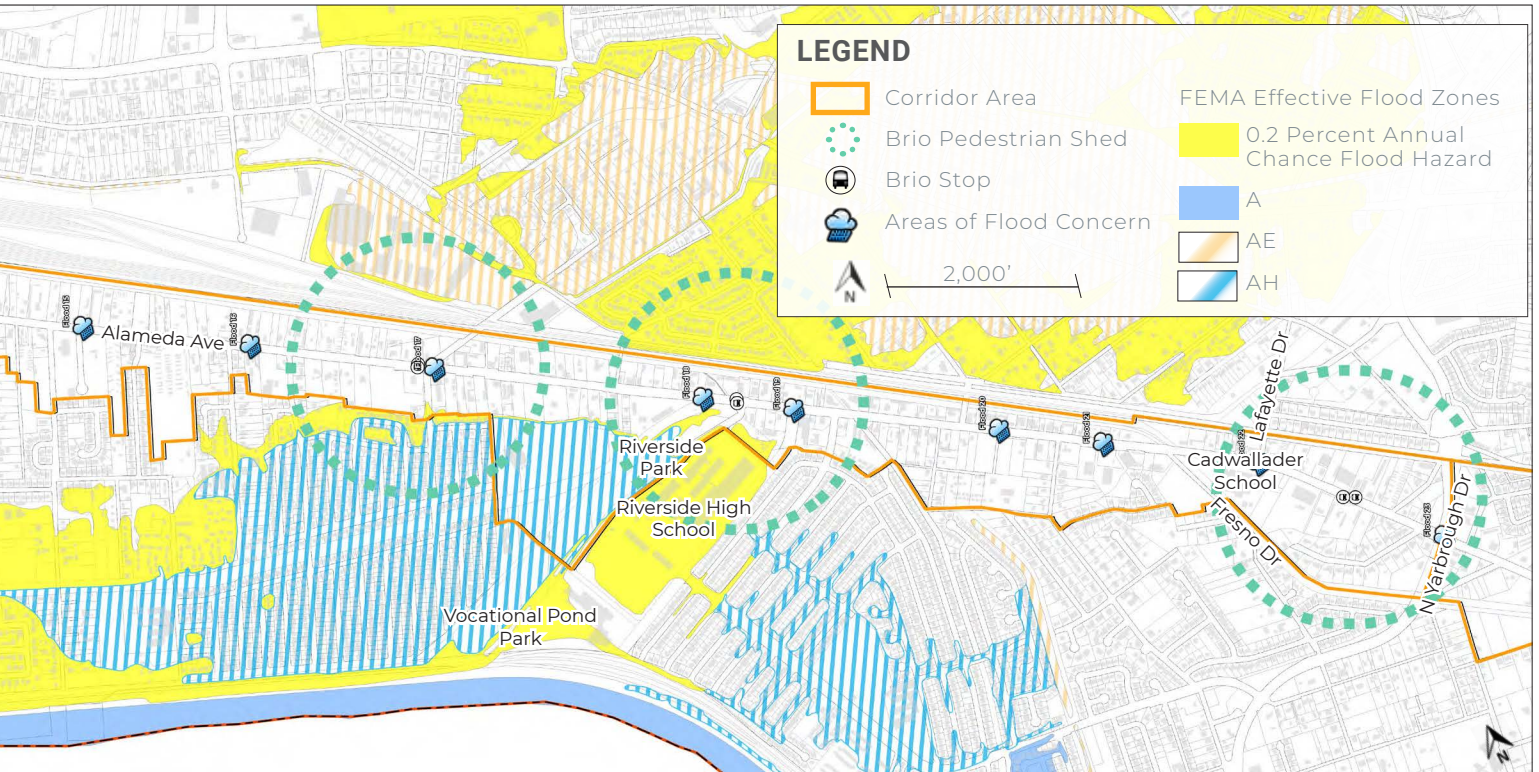 LEGEND
Corridor Area
Brio Pedestrian Shed
Brio Stop
Areas of Flood Concern
N
2,000’
FEMA Effective Flood Zones
0.2 Percent Annual
Chance Flood Hazard
A
AE
AH
Flood 15
Alameda Ave
Flood 16
Flood 17
Flood 18
Flood 19
Flood 20
Flood 21
Flood 22
Lafayette Dr
Cadwallader
School
Riverside
Park
Riverside High
School
Fresno Dr
Flood 23
N Yarbrough Dr
Vocational Pond
Park
N